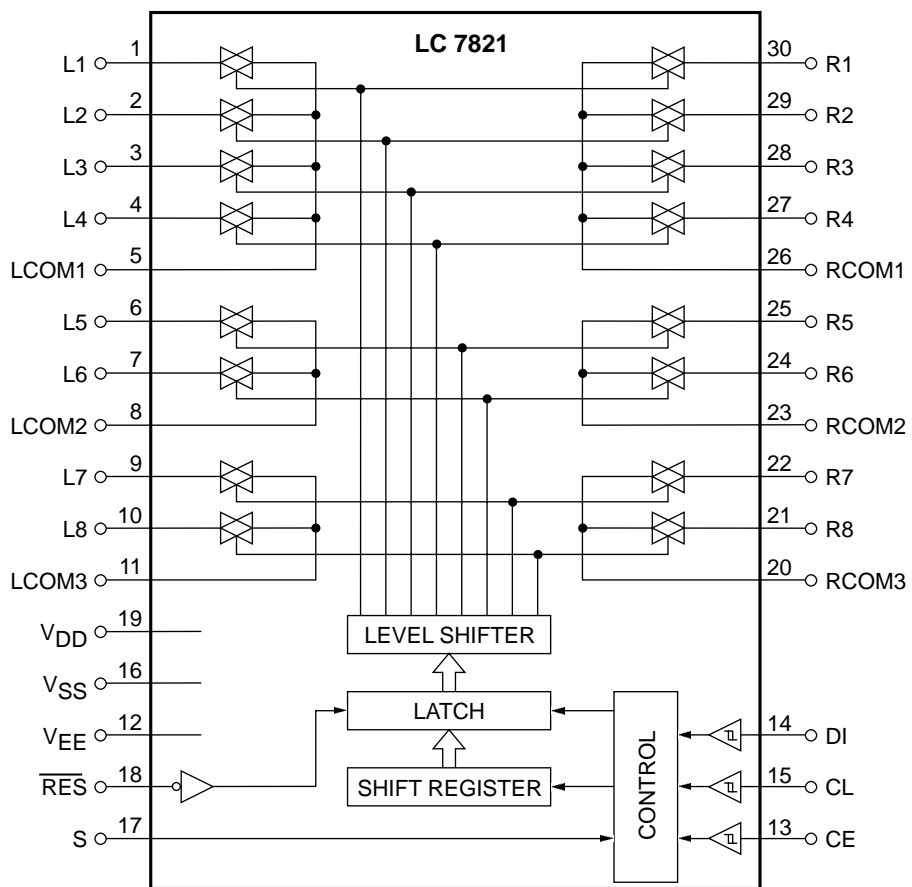 LC 7821
L1 1
30 R1
L2 2
29 R2
L3 3
28 R3
L4 4
27 R4
LCOM1 5
26 RCOM1
L5 6
25 R5
L6 7
24 R6
LCOM2 8
23 RCOM2
L7 9
22 R7
L8 10
21 R8
LCOM3 11
20 RCOM3
VDD 19
LEVEL SHIFTER
VSS 16
LATCH
VEE 12
14 DI
RES 18
SHIFT REGISTER
CONTROL
15 CL
S 17
13 CE